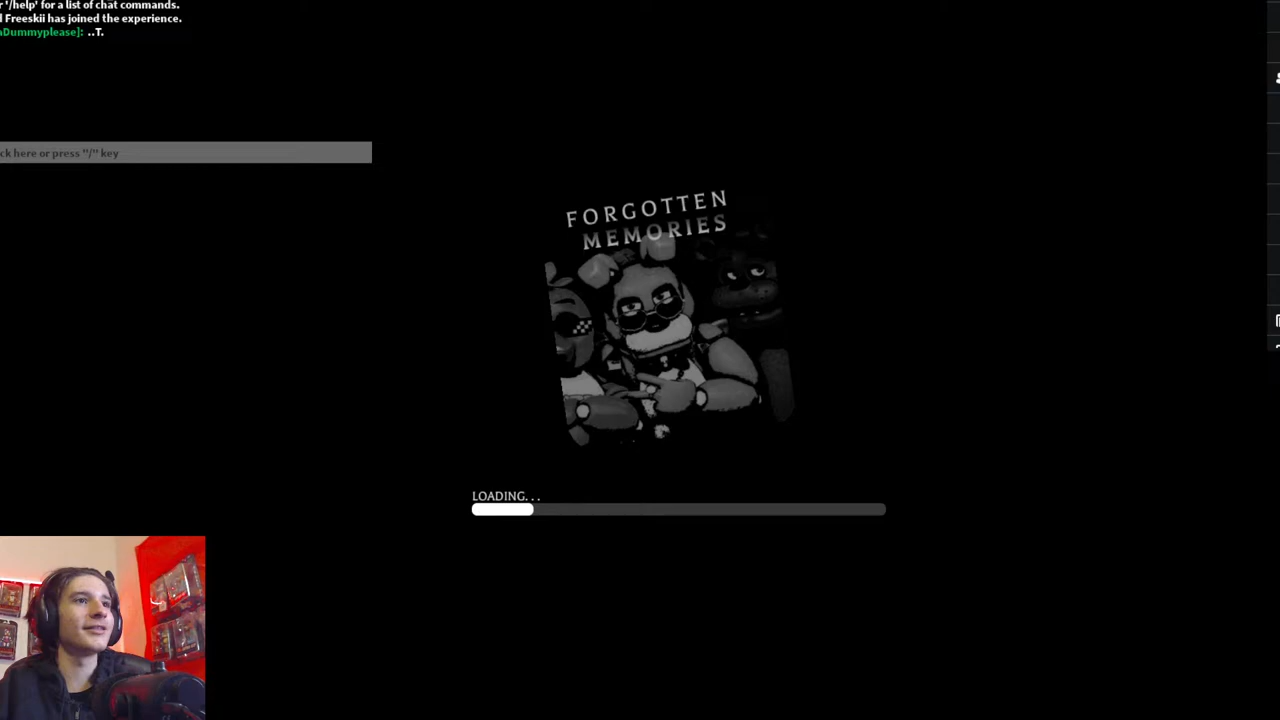 r '/help' for a list of chat commands.
Freeskii has joined the experience.
aDummyplease]: ..T.
ck here or press "/" key
FORGOTTEN
MEMORIES
LOADING...